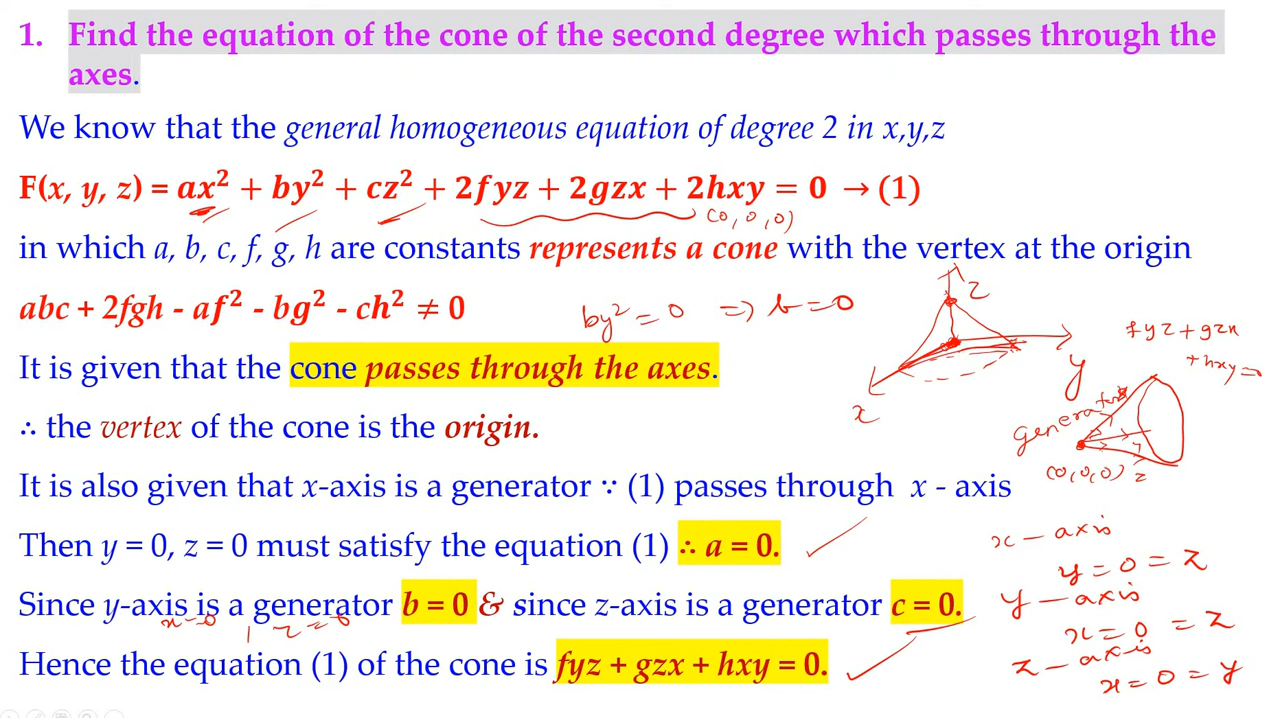 1. Find the equation of the cone of the second degree which passes through the
axes.
We know that the general homogeneous equation of degree 2 in x,y,z
F(x, y, z) = ax² + by² + cz² + 2fyz + 2gzx + 2hxy = 0 → (1)
(0, 0, 0)
in which a, b, c, f, g, h are constants represents a cone with the vertex at the origin
abc + 2fgh - af² - bg² - ch² ≠ 0
by² = 0 ⇒ b = 0
z
y
x
fyz + gzx
+ hxy =
It is given that the cone passes through the axes.
generator
(0, 0, 0)
∴ the vertex of the cone is the origin.
It is also given that x-axis is a generator ∵ (1) passes through x - axis
Then y = 0, z = 0 must satisfy the equation (1) ∴ a = 0.
x - axis
y = 0 = z
Since y-axis is a generator b = 0 & since z-axis is a generator c = 0.
x = 0 , z = 0
y - axis
x = 0 = z
Hence the equation (1) of the cone is fyz + gzx + hxy = 0.
z - axis
x = 0 = y